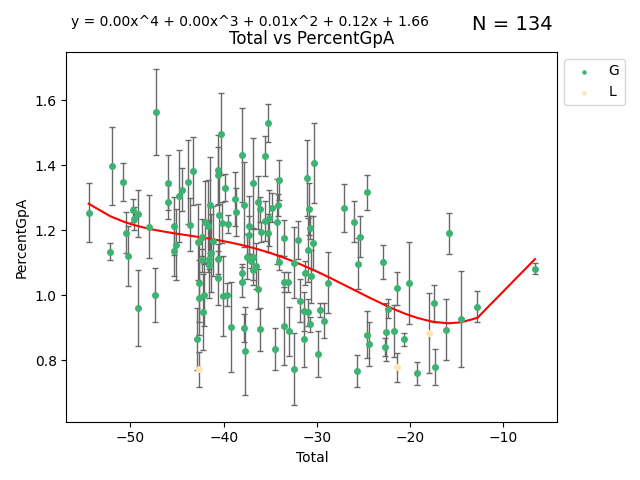 y = 0.00x^4 + 0.00x^3 + 0.01x^2 + 0.12x + 1.66
N = 134
Total vs PercentGpA
G
L
1.6
1.4
1.2
1.0
0.8
PercentGpA
−50
−40
−30
−20
−10
Total